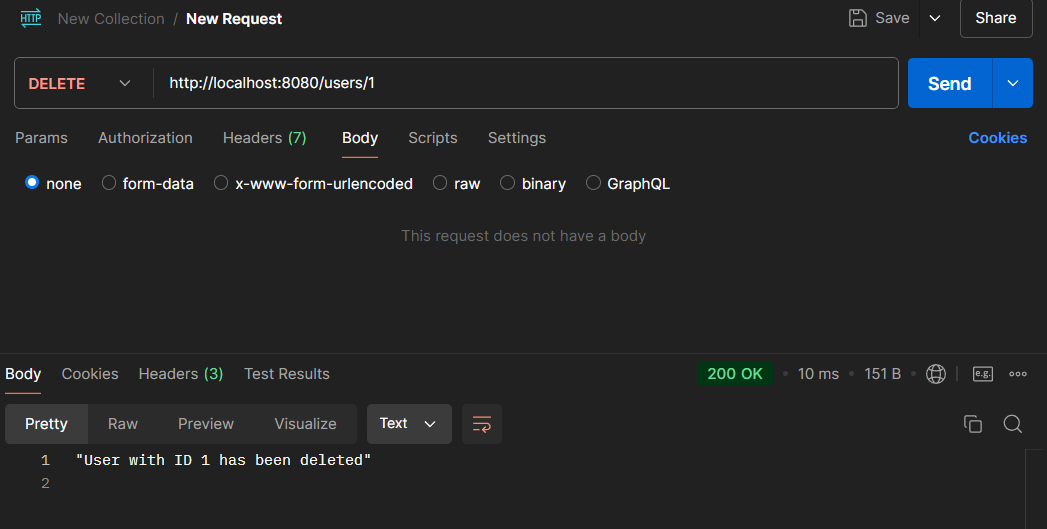 HTTP New Collection / New Request Save Share
DELETE http://localhost:8080/users/1 Send
Params Authorization Headers (7) Body Scripts Settings Cookies
none form-data x-www-form-urlencoded raw binary GraphQL
This request does not have a body
Body Cookies Headers (3) Test Results 200 OK • 10 ms • 151 B • e.g.
Pretty Raw Preview Visualize Text
1 "User with ID 1 has been deleted"
2